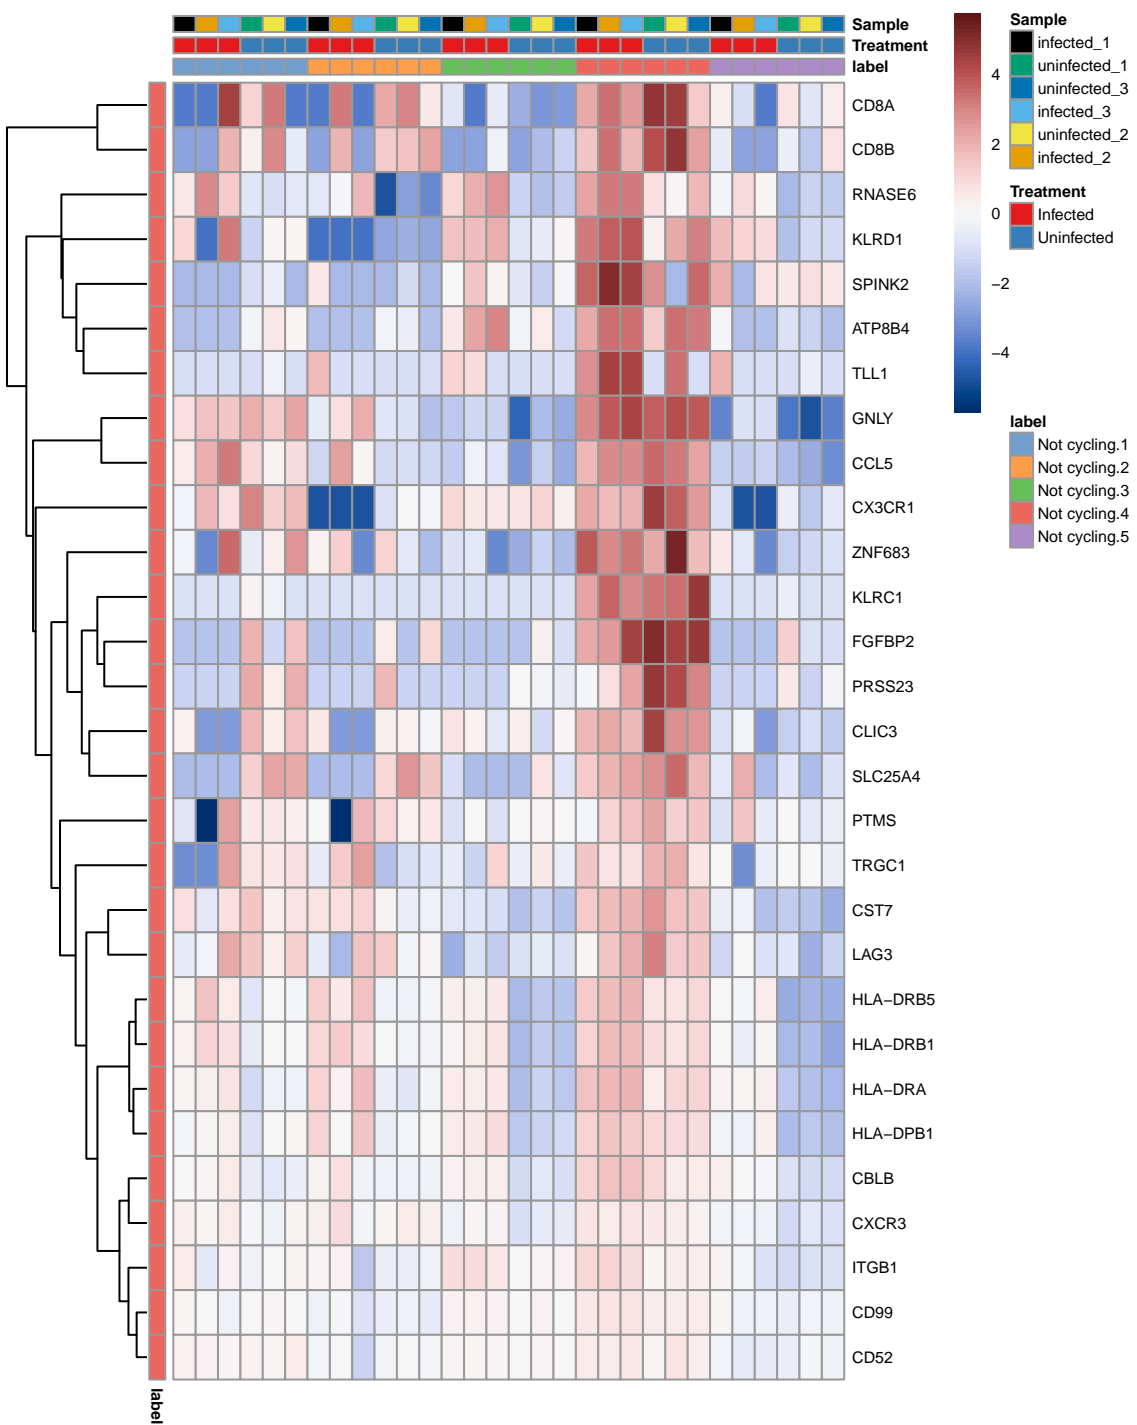 Sample
Treatment
label
CD8A
CD8B
RNASE6
KLRD1
SPINK2
ATP8B4
TLL1
GNLY
CCL5
CX3CR1
ZNF683
KLRC1
FGFBP2
PRSS23
CLIC3
SLC25A4
PTMS
TRGC1
CST7
LAG3
HLA−DRB5
HLA−DRB1
HLA−DRA
HLA−DPB1
CBLB
CXCR3
ITGB1
CD99
CD52
label
4
2
0
−2
−4
Sample
infected_1
uninfected_1
uninfected_3
infected_3
uninfected_2
infected_2
Treatment
Infected
Uninfected
label
Not cycling.1
Not cycling.2
Not cycling.3
Not cycling.4
Not cycling.5